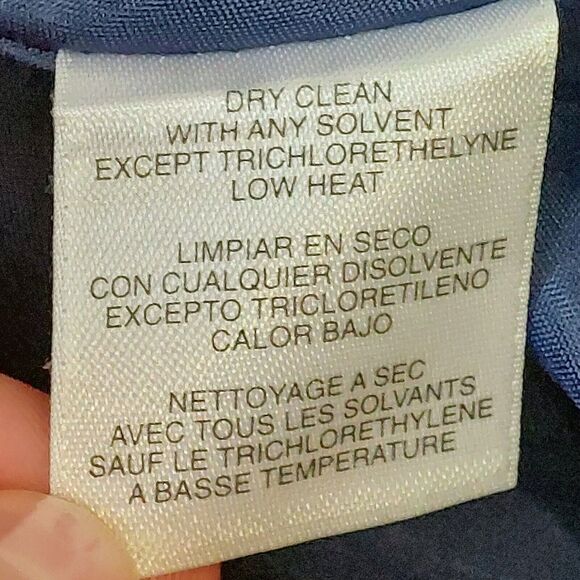 DRY CLEAN
WITH ANY SOLVENT
EXCEPT TRICHLORETHELYNE
LOW HEAT
LIMPIAR EN SECO
CON CUALQUIER DISOLVENTE
EXCEPTO TRICLORETILENO
CALOR BAJO
NETTOYAGE A SEC
AVEC TOUS LES SOLVANTS
SAUF LE TRICHLORETHYLENE
A BASSE TEMPERATURE